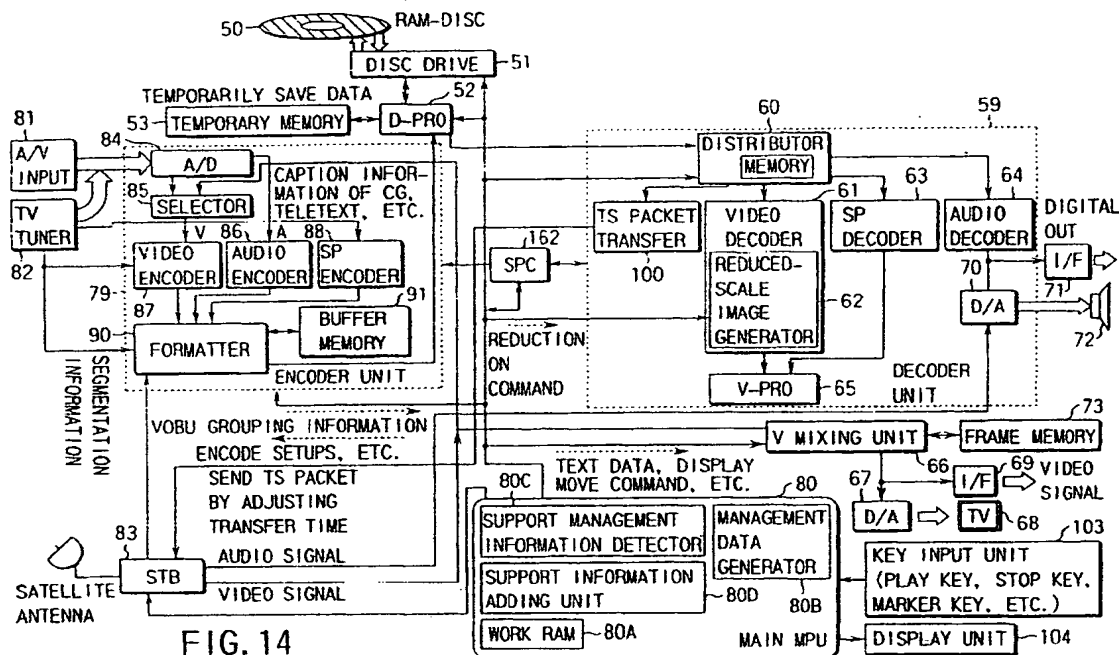 RAM-DISC
50
DISC DRIVE
51
TEMPORARILY SAVE DATA
52
53
TEMPORARY MEMORY
D-PRO
81
A/V
INPUT
84
A/D
85
SELECTOR
CAPTION INFOR-
MATION OF CG,
TELETEXT, ETC.
TV
TUNER
82
V
86
A
88
VIDEO
ENCODER
AUDIO
ENCODER
SP
ENCODER
79
87
91
90
FORMATTER
BUFFER
MEMORY
ENCODER UNIT
SEGMENTATION
INFORMATION
162
SPC
REDUCTION
ON
COMMAND
60
59
DISTRIBUTOR
MEMORY
61
63
64
TS PACKET
TRANSFER
100
VIDEO
DECODER
REDUCED-
SCALE
IMAGE
GENERATOR
62
SP
DECODER
AUDIO
DECODER
DIGITAL
OUT
I/F
71
70
D/A
72
V-PRO
65
DECODER
UNIT
73
VOBU GROUPING INFORMATION
ENCODE SETUPS, ETC.
SEND TS PACKET
BY ADJUSTING
TRANSFER TIME
V MIXING UNIT
66
FRAME MEMORY
TEXT DATA, DISPLAY
MOVE COMMAND, ETC.
67
69
I/F
VIDEO
SIGNAL
D/A
TV
68
80C
80
SUPPORT MANAGEMENT
INFORMATION DETECTOR
MANAGEMENT
DATA
GENERATOR
80B
SUPPORT INFORMATION
ADDING UNIT
80D
WORK RAM
80A
MAIN MPU
103
KEY INPUT UNIT
(PLAY KEY, STOP KEY,
MARKER KEY, ETC.)
DISPLAY UNIT
104
83
STB
AUDIO SIGNAL
VIDEO SIGNAL
SATELLITE
ANTENNA
FIG. 14